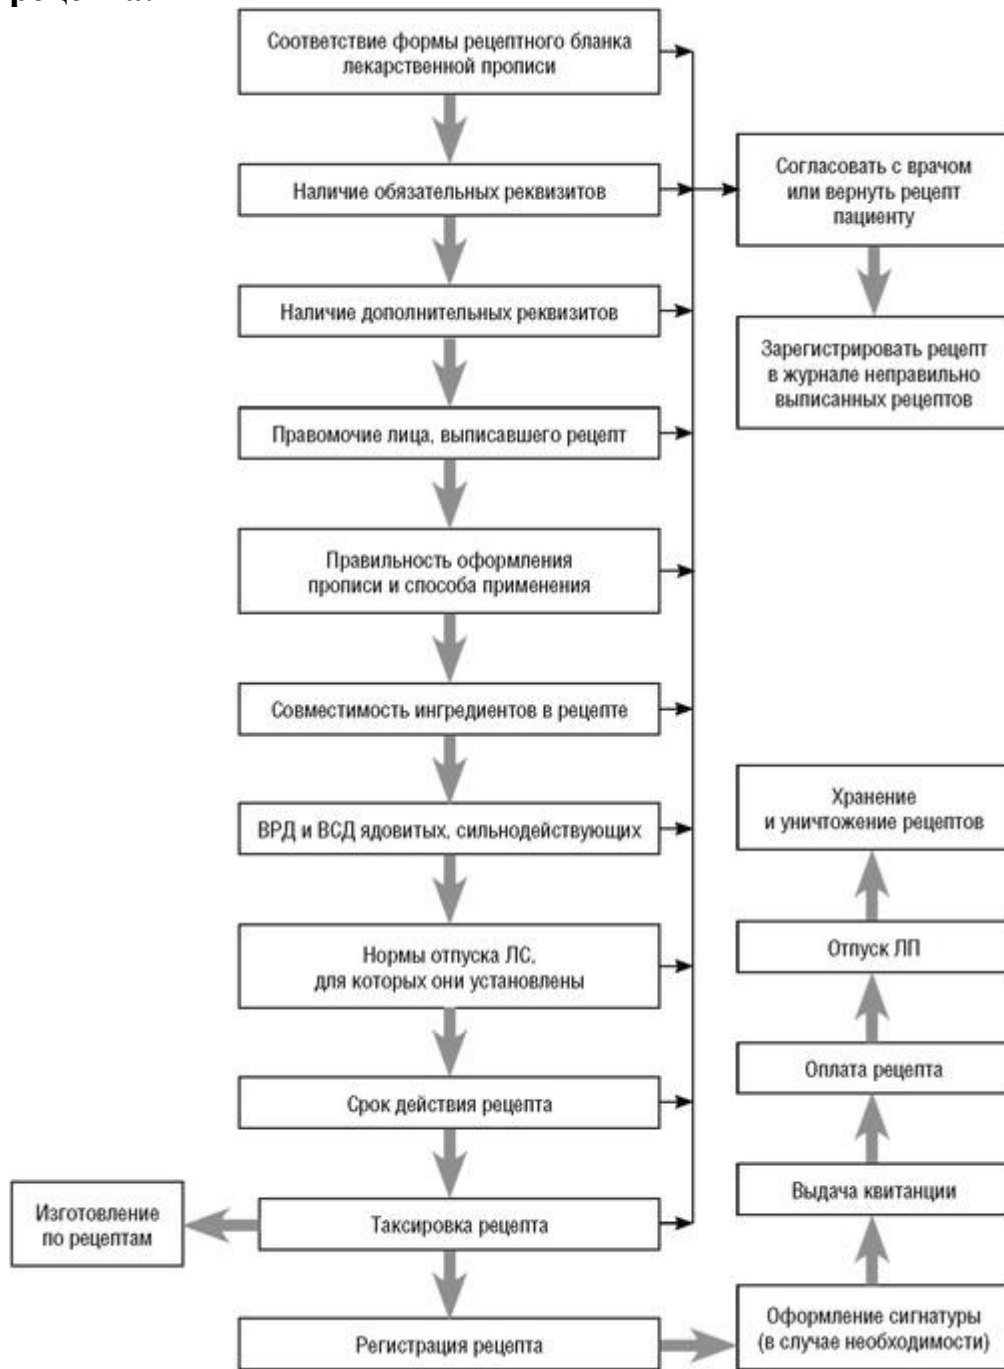 Соответствие формы рецептного бланка
лекарственной прописи
Наличие обязательных реквизитов
Согласовать с врачом
или вернуть рецепт
пациенту
Наличие дополнительных реквизитов
Зарегистрировать рецепт
в журнале неправильно
выписанных рецептов
Правомочие лица, выписавшего рецепт
Правильность оформления
прописи и способа применения
Совместимость ингредиентов в рецепте
ВРД и ВСД ядовитых, сильнодействующих
Нормы отпуска ЛС,
для которых они установлены
Срок действия рецепта
Таксировка рецепта
Изготовление
по рецептам
Регистрация рецепта
Оформление сигнатуры
(в случае необходимости)
Выдача квитанции
Оплата рецепта
Отпуск ЛП
Хранение
и уничтожение рецептов